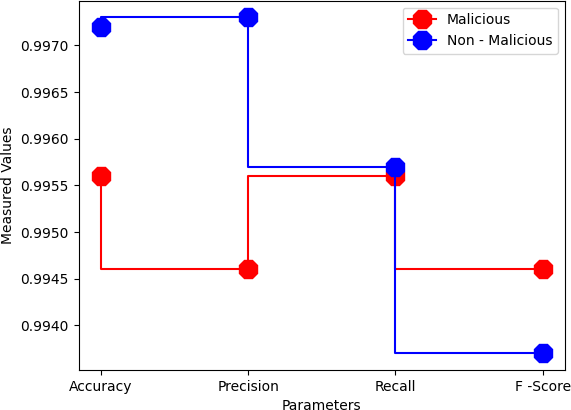 Malicious
Non - Malicious
0.9970
0.9965
0.9960
0.9955
0.9950
0.9945
0.9940
Measured Values
Accuracy Precision Recall F -Score
Parameters